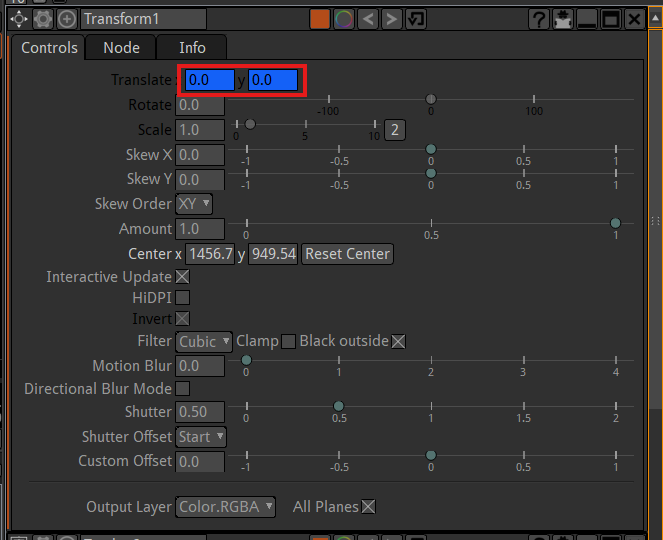 Transform1
?
Controls Node Info
Translate x 0.0 y 0.0
Rotate 0.0 -100 0 100
Scale 1.0 0 5 10 2
Skew X 0.0 -1 -0.5 0 0.5 1
Skew Y 0.0 -1 -0.5 0 0.5 1
Skew Order XY
Amount 1.0 0 0.5 1
Center x 1456.7 y 949.54 Reset Center
Interactive Update
HiDPI
Invert
Filter Cubic Clamp Black outside
Motion Blur 0.0 0 1 2 3 4
Directional Blur Mode
Shutter 0.50 0 0.5 1 1.5 2
Shutter Offset Start
Custom Offset 0.0 -1 -0.5 0 0.5 1
Output Layer Color.RGBA All Planes